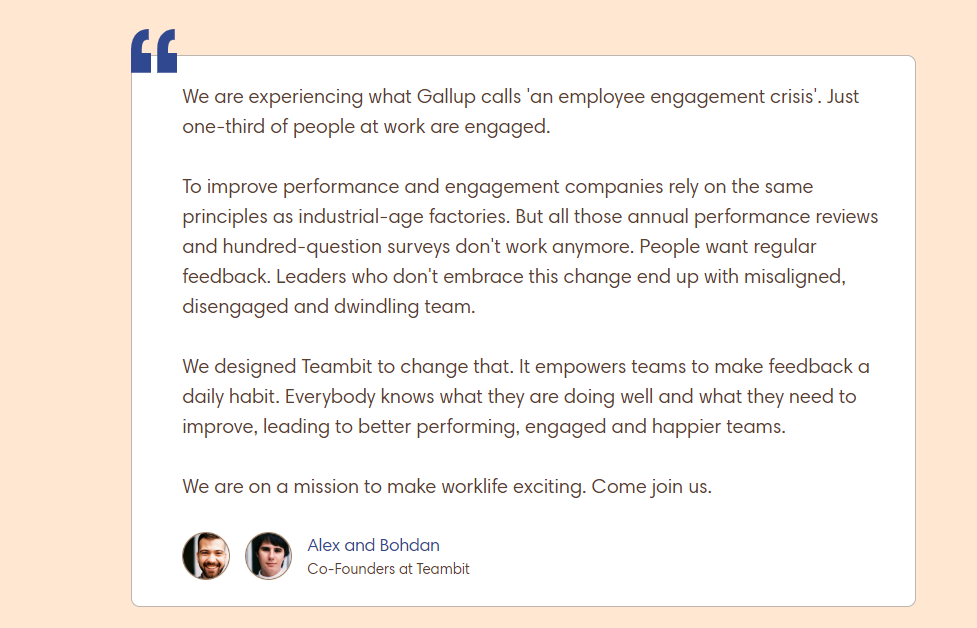 We are experiencing what Gallup calls 'an employee engagement crisis'. Just
one-third of people at work are engaged.
To improve performance and engagement companies rely on the same
principles as industrial-age factories. But all those annual performance reviews
and hundred-question surveys don't work anymore. People want regular
feedback. Leaders who don't embrace this change end up with misaligned,
disengaged and dwindling team.
We designed Teambit to change that. It empowers teams to make feedback a
daily habit. Everybody knows what they are doing well and what they need to
improve, leading to better performing, engaged and happier teams.
We are on a mission to make worklife exciting. Come join us.
Alex and Bohdan
Co-Founders at Teambit